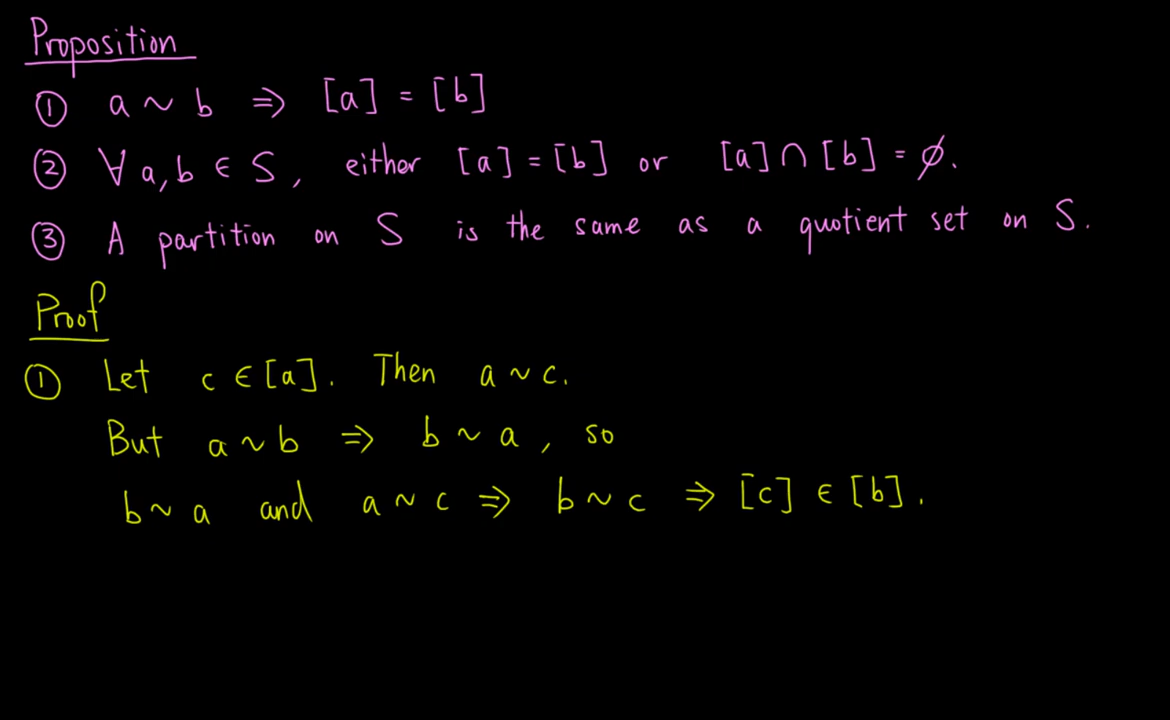 Proposition
① a ~ b ⇒ [a] = [b]
② ∀ a, b ∈ S, either [a] = [b] or [a] ∩ [b] = ∅.
③ A partition on S is the same as a quotient set on S.
Proof
① Let c ∈ [a]. Then a ~ c.
But a ~ b ⇒ b ~ a, so
b ~ a and a ~ c ⇒ b ~ c ⇒ [c] ∈ [b].